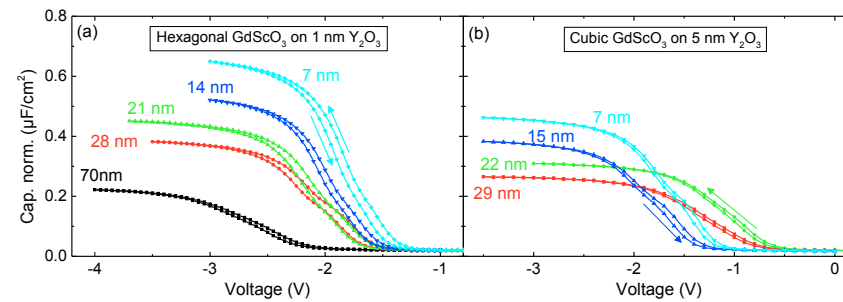 (a)
Hexagonal GdScO₃ on 1 nm Y₂O₃
7 nm
14 nm
21 nm
28 nm
70nm
Cap. norm. (µF/cm²)
0.8
0.6
0.4
0.2
0.0
-4
-3
-2
-1
Voltage (V)
(b)
Cubic GdScO₃ on 5 nm Y₂O₃
7 nm
15 nm
22 nm
29 nm
-3
-2
-1
0
Voltage (V)